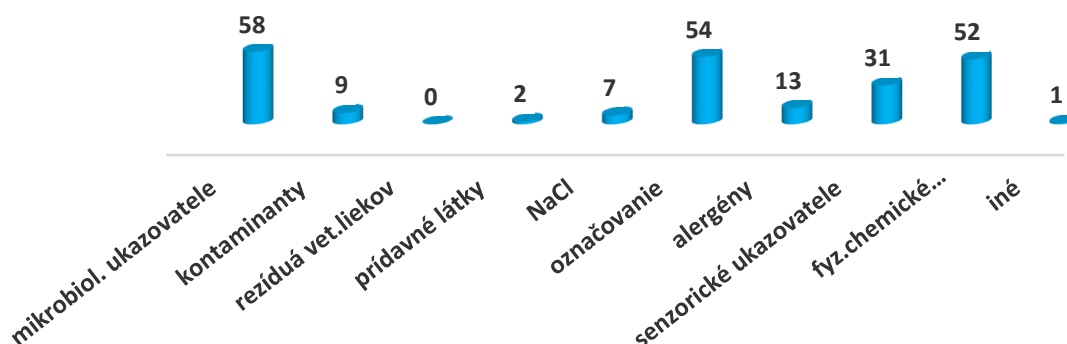 58
9
0
2
7
54
13
31
52
1
mikrobiol. ukazovatele
kontaminanty
rezíduá vet.liekov
prídavné látky
NaCl
označovanie
alergény
senzorické ukazovatele
fyz.chemické...
iné